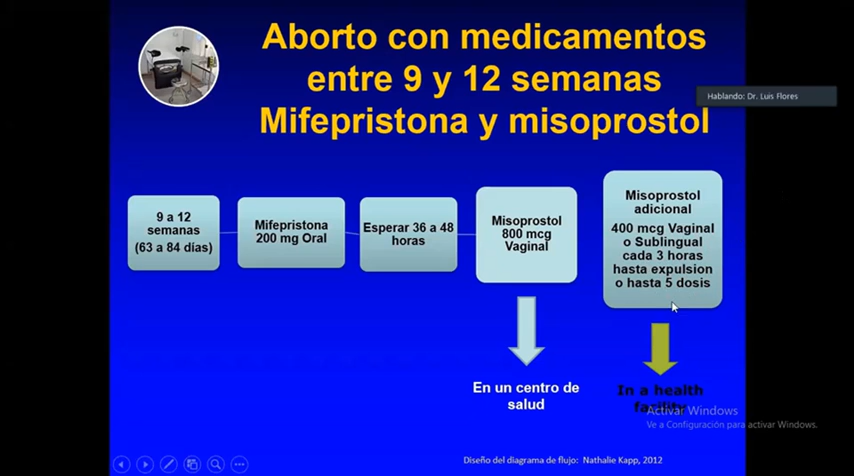 Aborto con medicamentos
entre 9 y 12 semanas
Mifepristona y misoprostol
Hablando: Dr. Luis Flores
9 a 12
semanas
(63 a 84 días)
Mifepristona
200 mg Oral
Esperar 36 a 48
horas
Misoprostol
800 mcg
Vaginal
Misoprostol
adicional
400 mcg Vaginal
o Sublingual
cada 3 horas
hasta expulsion
o hasta 5 dosis
En un centro de
salud
In a health
facility
Activar Windows
Ve a Configuración para activar Windows.
Diseño del diagrama de flujo: Nathalie Kapp, 2012